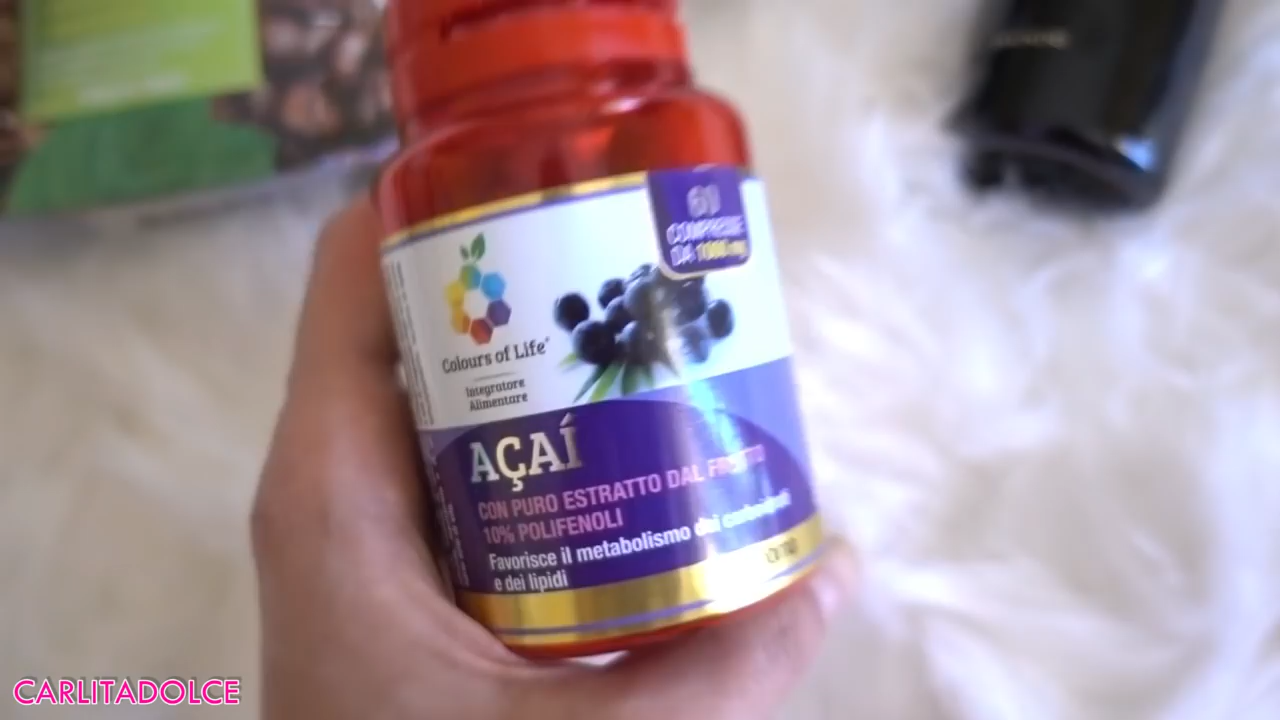 60
COMPRESSE
DA 1000 mg
Colours of Life®
Integratore
Alimentare
AÇAÍ
CON PURO ESTRATTO DAL FRUTTO
10% POLIFENOLI
Favorisce il metabolismo dei carboidrati
e dei lipidi
CARLITADOLCE